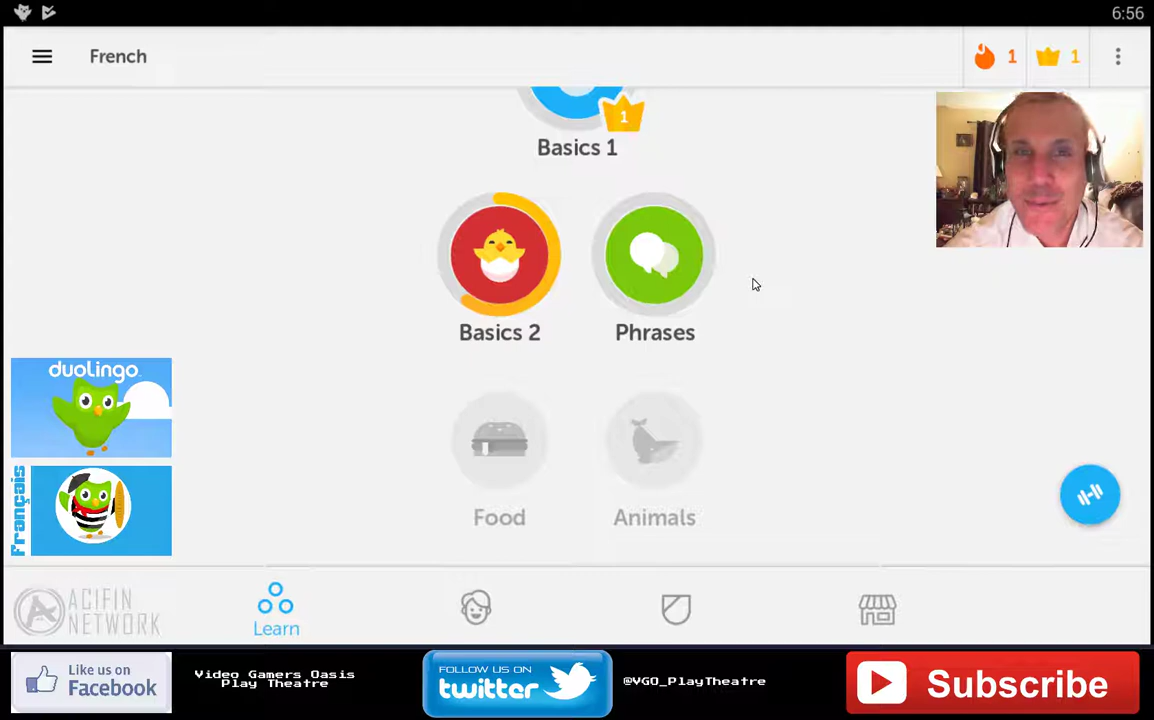 6:56
French
1
1
1
Basics 1
Basics 2
Phrases
duolingo
Français
Food
Animals
ACIFIN
NETWORK
Learn
Like us on
Facebook
Video Gamers Oasis
Play Theatre
FOLLOW US ON
twitter
@VGO_PlayTheatre
Subscribe